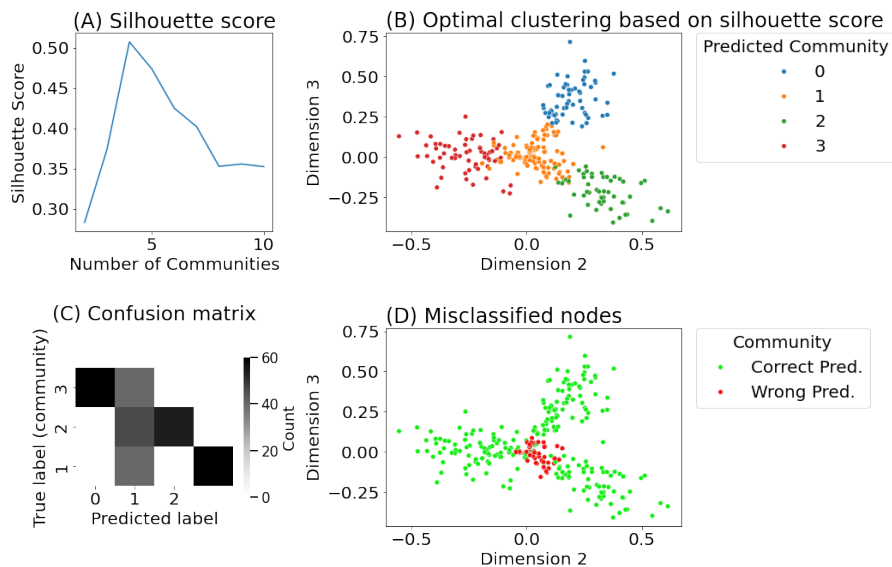 (A) Silhouette score
0.50
0.45
0.40
0.35
0.30
Silhouette Score
5
10
Number of Communities
(B) Optimal clustering based on silhouette score
0.75
0.50
0.25
0.00
−0.25
Dimension 3
−0.5
0.0
0.5
Dimension 2
Predicted Community
0
1
2
3
(C) Confusion matrix
True label (community)
3
2
1
0
1
2
Predicted label
60
40
20
0
Count
(D) Misclassified nodes
0.75
0.50
0.25
0.00
−0.25
Dimension 3
−0.5
0.0
0.5
Dimension 2
Community
Correct Pred.
Wrong Pred.